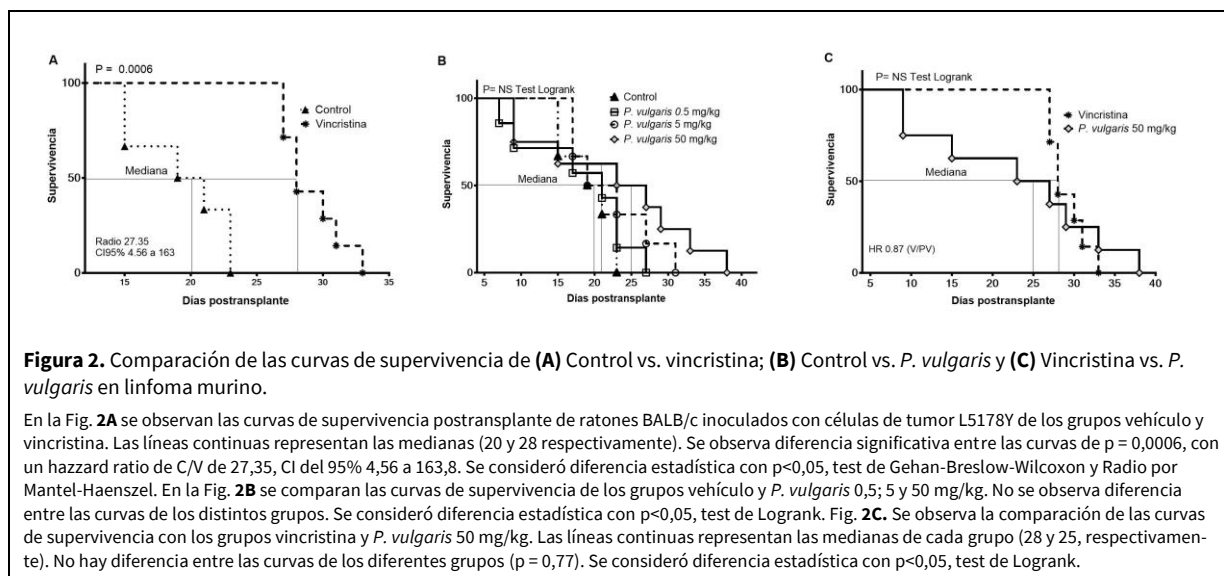 A
P = 0.0006
100
Control
Vincristina
Supervivencia
Mediana
50
Radio 27.35
CI95% 4.56 a 163
0
15 20 25 30 35
Días postransplante
B
P= NS Test Logrank
100
Control
P. vulgaris 0.5 mg/kg
P. vulgaris 5 mg/kg
P. vulgaris 50 mg/kg
Supervivencia
Mediana
50
0
5 10 15 20 25 30 35 40
Días postransplante
C
P= NS Test Logrank
100
Vincristina
P. vulgaris 50 mg/kg
Supervivencia
Mediana
50
HR 0.87 (V/PV)
0
5 10 15 20 25 30 35 40
Días postransplante
Figura 2. Comparación de las curvas de supervivencia de (A) Control vs. vincristina; (B) Control vs. P. vulgaris y (C) Vincristina vs. P.
vulgaris en linfoma murino.
En la Fig. 2A se observan las curvas de supervivencia postransplante de ratones BALB/c inoculados con células de tumor L5178Y de los grupos vehículo y
vincristina. Las líneas continuas representan las medianas (20 y 28 respectivamente). Se observa diferencia significativa entre las curvas de p = 0,0006, con
un hazzard ratio de C/V de 27,35, CI del 95% 4,56 a 163,8. Se consideró diferencia estadística con p<0,05, test de Gehan-Breslow-Wilcoxon y Radio por
Mantel-Haenszel. En la Fig. 2B se comparan las curvas de supervivencia de los grupos vehículo y P. vulgaris 0,5; 5 y 50 mg/kg. No se observa diferencia
entre las curvas de los distintos grupos. Se consideró diferencia estadística con p<0,05, test de Logrank. Fig. 2C. Se observa la comparación de las curvas
de supervivencia con los grupos vincristina y P. vulgaris 50 mg/kg. Las líneas continuas representan las medianas de cada grupo (28 y 25, respectivamen-
te). No hay diferencia entre las curvas de los diferentes grupos (p = 0,77). Se consideró diferencia estadística con p<0,05, test de Logrank.